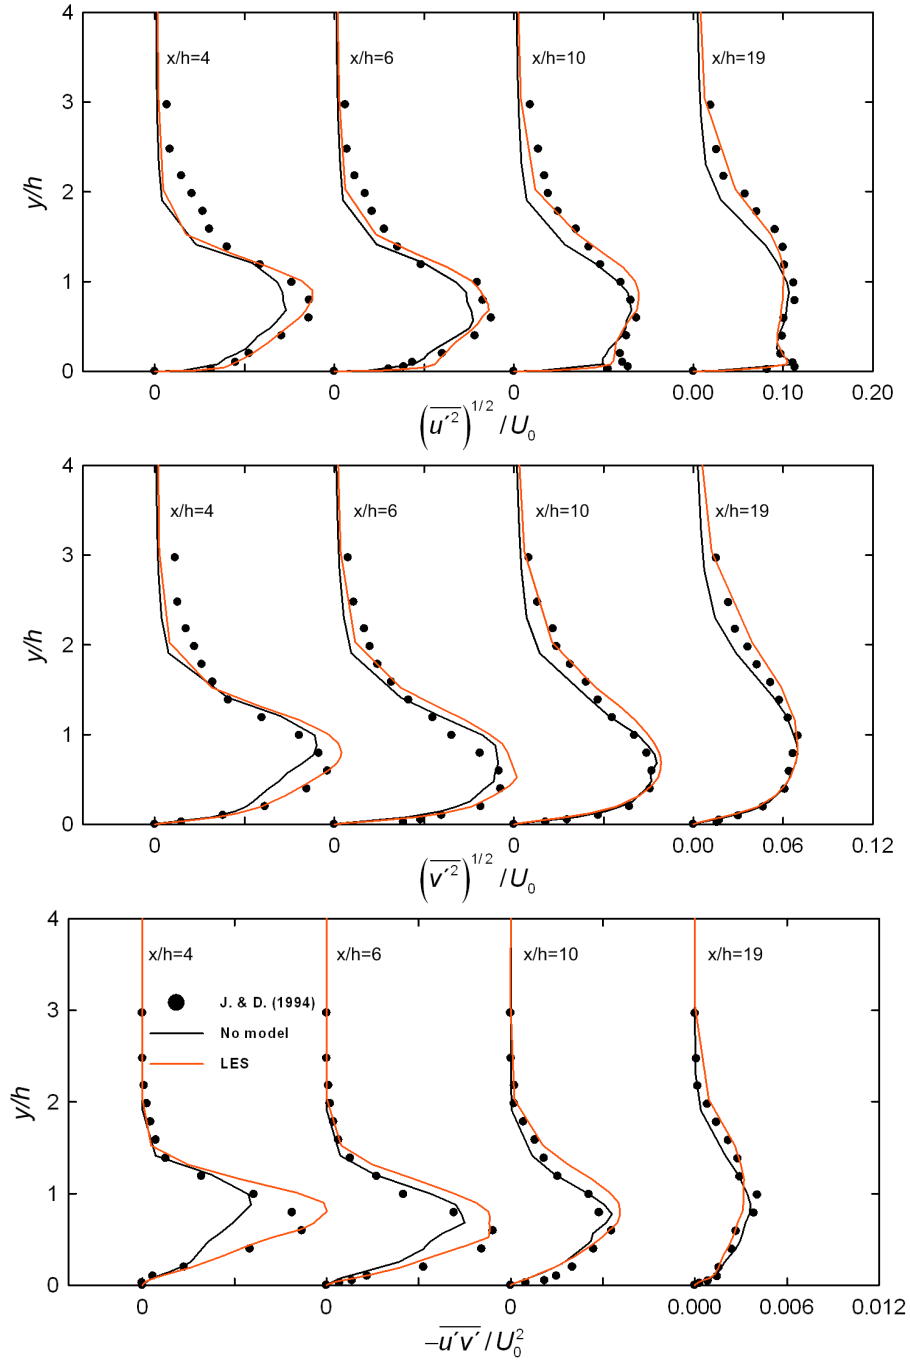 4
x/h=4 x/h=6 x/h=10 x/h=19
3
y/h
2
1
0
0 0 0 0.00 0.10 0.20
(u′²)^1/2 / U₀
4
x/h=4 x/h=6 x/h=10 x/h=19
3
y/h
2
1
0
0 0 0 0.00 0.06 0.12
(v′²)^1/2 / U₀
4
x/h=4 x/h=6 x/h=10 x/h=19
J. & D. (1994)
3
No model
LES
y/h
2
1
0
0 0 0 0.000 0.006 0.012
−u′v′ / U₀²